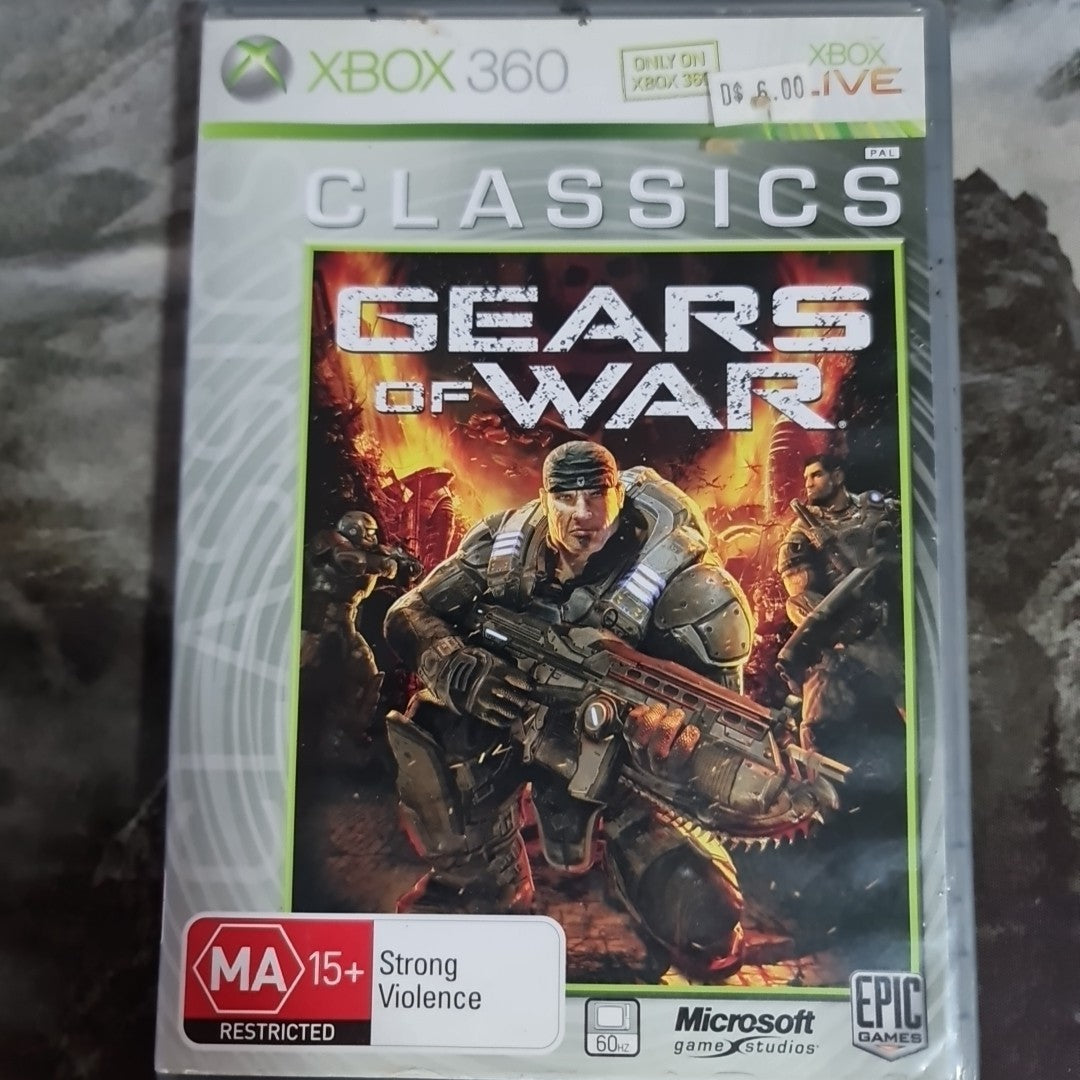 XBOX 360
ONLY ON
XBOX 360
XBOX
LIVE
D$ 6.00
PAL
CLASSICS
GEARS
OF WAR
MA 15+
RESTRICTED
Strong
Violence
60HZ
Microsoft
game studios
EPIC
GAMES